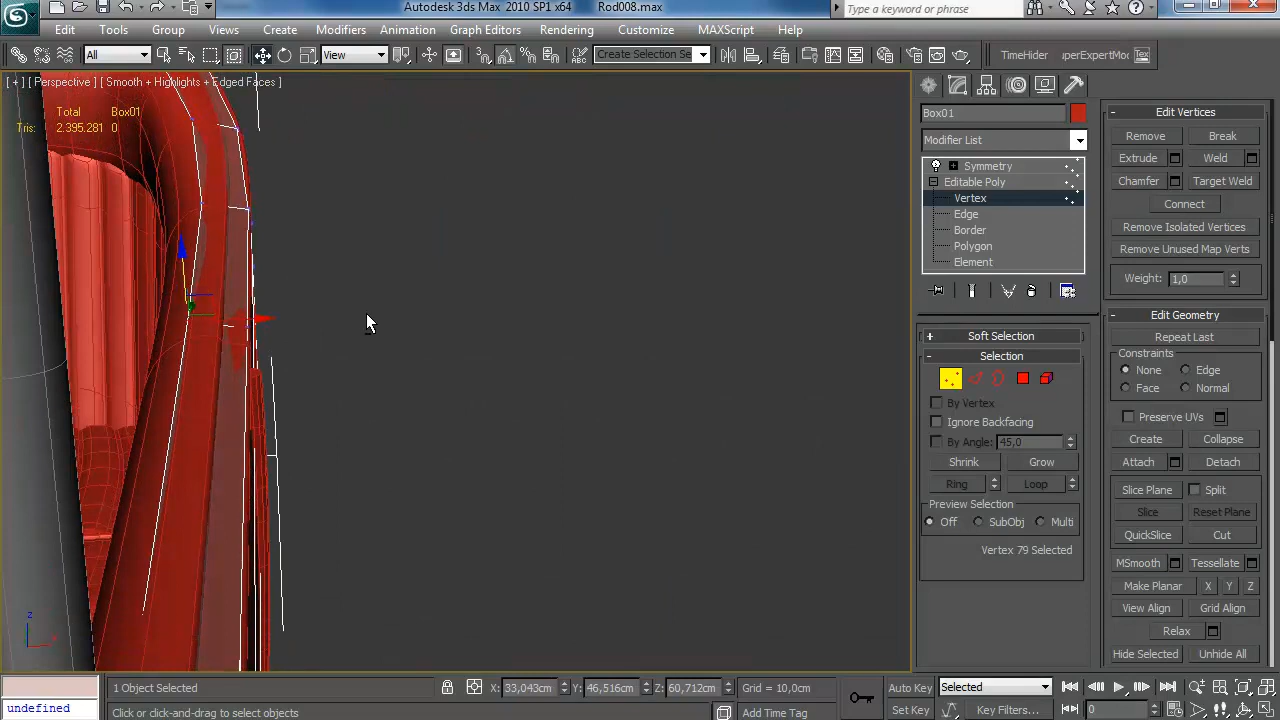 Autodesk 3ds Max 2010 SP1 x64 Rod008.max
Type a keyword or phrase
Edit Tools Group Views Create Modifiers Animation Graph Editors Rendering Customize MAXScript Help
All View Create Selection Se TimeHider
[ + ] [ Perspective ] [ Smooth + Highlights + Edged Faces ]
Total Box01
Tris: 2.395.281 0
Box01
Modifier List
Symmetry
Editable Poly
Vertex
Edge
Border
Polygon
Element
Soft Selection
Selection
By Vertex
Ignore Backfacing
By Angle: 45,0
Shrink Grow
Ring Loop
Preview Selection
Off SubObj Multi
Vertex 79 Selected
Edit Vertices
Remove Break
Extrude Weld
Chamfer Target Weld
Connect
Remove Isolated Vertices
Remove Unused Map Verts
Weight: 1,0
Edit Geometry
Repeat Last
Constraints
None Edge
Face Normal
Preserve UVs
Create Collapse
Attach Detach
Slice Plane Split
Slice Reset Plane
QuickSlice Cut
MSmooth Tessellate
Make Planar X Y Z
View Align Grid Align
Relax
Hide Selected Unhide All
z
undefined
1 Object Selected X: 33,043cm Y: 46,516cm Z: 60,712cm Grid = 10,0cm
Click or click-and-drag to select objects Add Time Tag
Auto Key Selected
Set Key Key Filters... 0